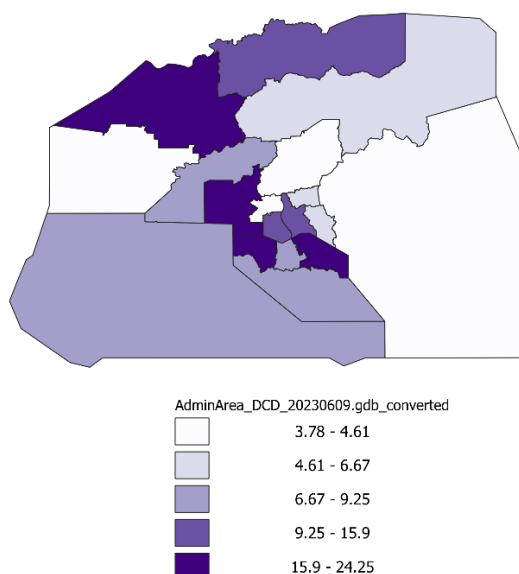 AdminArea_DCD_20230609.gdb_converted
3.78 - 4.61
4.61 - 6.67
6.67 - 9.25
9.25 - 15.9
15.9 - 24.25